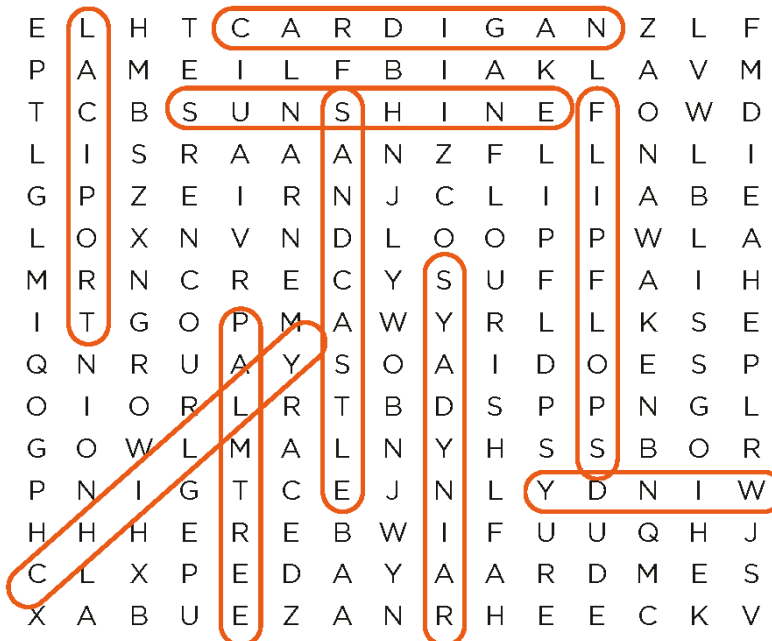 E L H T C A R D I G A N Z L F
P A M E I L F B I A K L A V M
T C B S U N S H I N E F O W D
L I S R A A A N Z F L L N L I
G P Z E I R N J C L I I A B E
L O X N V N D L O O P P W L A
M R N C R E C Y S U F F A I H
I T G O P M A W Y R L L K S E
Q N R U A Y S O A I D O E S P
O I O R L R T B D S P P N G L
G O W L M A L N Y H S S B O R
P N I G T C E J N L Y D N I W
H H H E R E B W I F U U Q H J
C L X P E D A Y A A R D M E S
X A B U E Z A N R H E E C K V